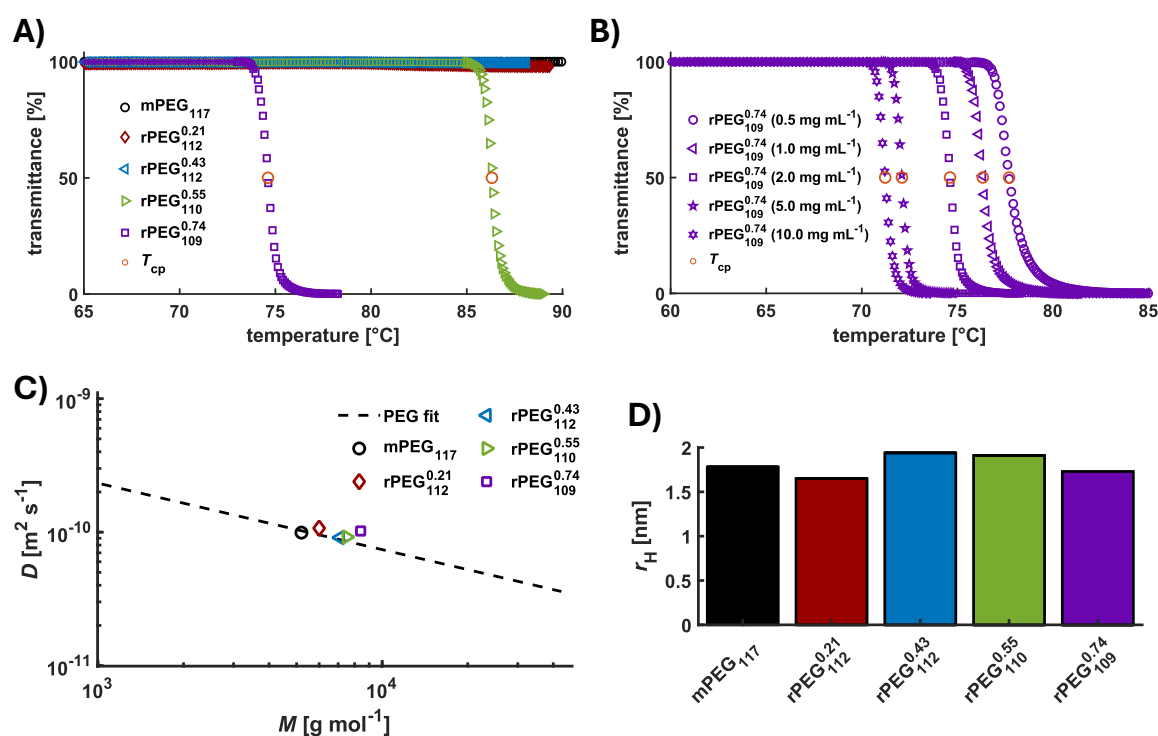 A)
transmittance [%]
100
50
0
65
70
75
80
85
90
temperature [°C]
mPEG117
rPEG0.21112
rPEG0.43112
rPEG0.55110
rPEG0.74109
Tcp
B)
transmittance [%]
100
50
0
60
65
70
75
80
85
temperature [°C]
rPEG0.74109 (0.5 mg mL-1)
rPEG0.74109 (1.0 mg mL-1)
rPEG0.74109 (2.0 mg mL-1)
rPEG0.74109 (5.0 mg mL-1)
rPEG0.74109 (10.0 mg mL-1)
Tcp
C)
D [m2 s-1]
10-9
10-10
10-11
103
104
M [g mol-1]
PEG fit
mPEG117
rPEG0.21112
rPEG0.43112
rPEG0.55110
rPEG0.74109
D)
rH [nm]
2
1.5
1
0.5
0
mPEG117
rPEG0.21112
rPEG0.43112
rPEG0.55110
rPEG0.74109